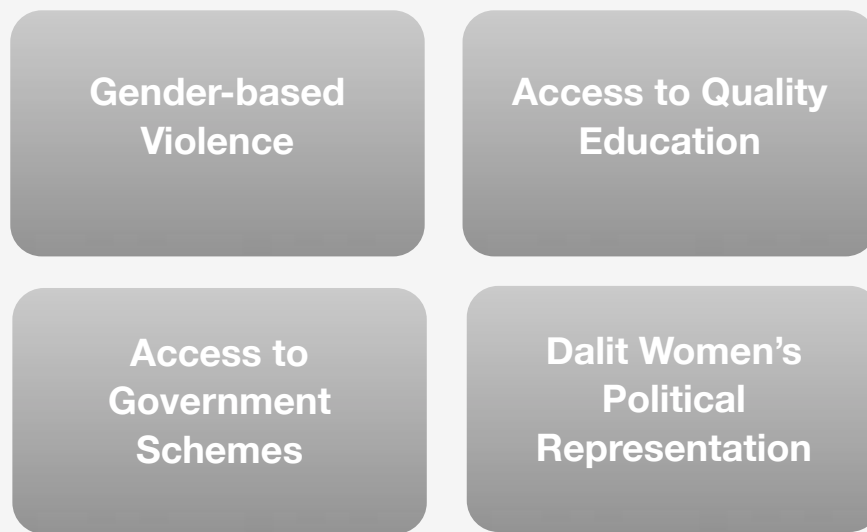 Gender-based
Violence
Access to Quality
Education
Access to
Government
Schemes
Dalit Women’s
Political
Representation